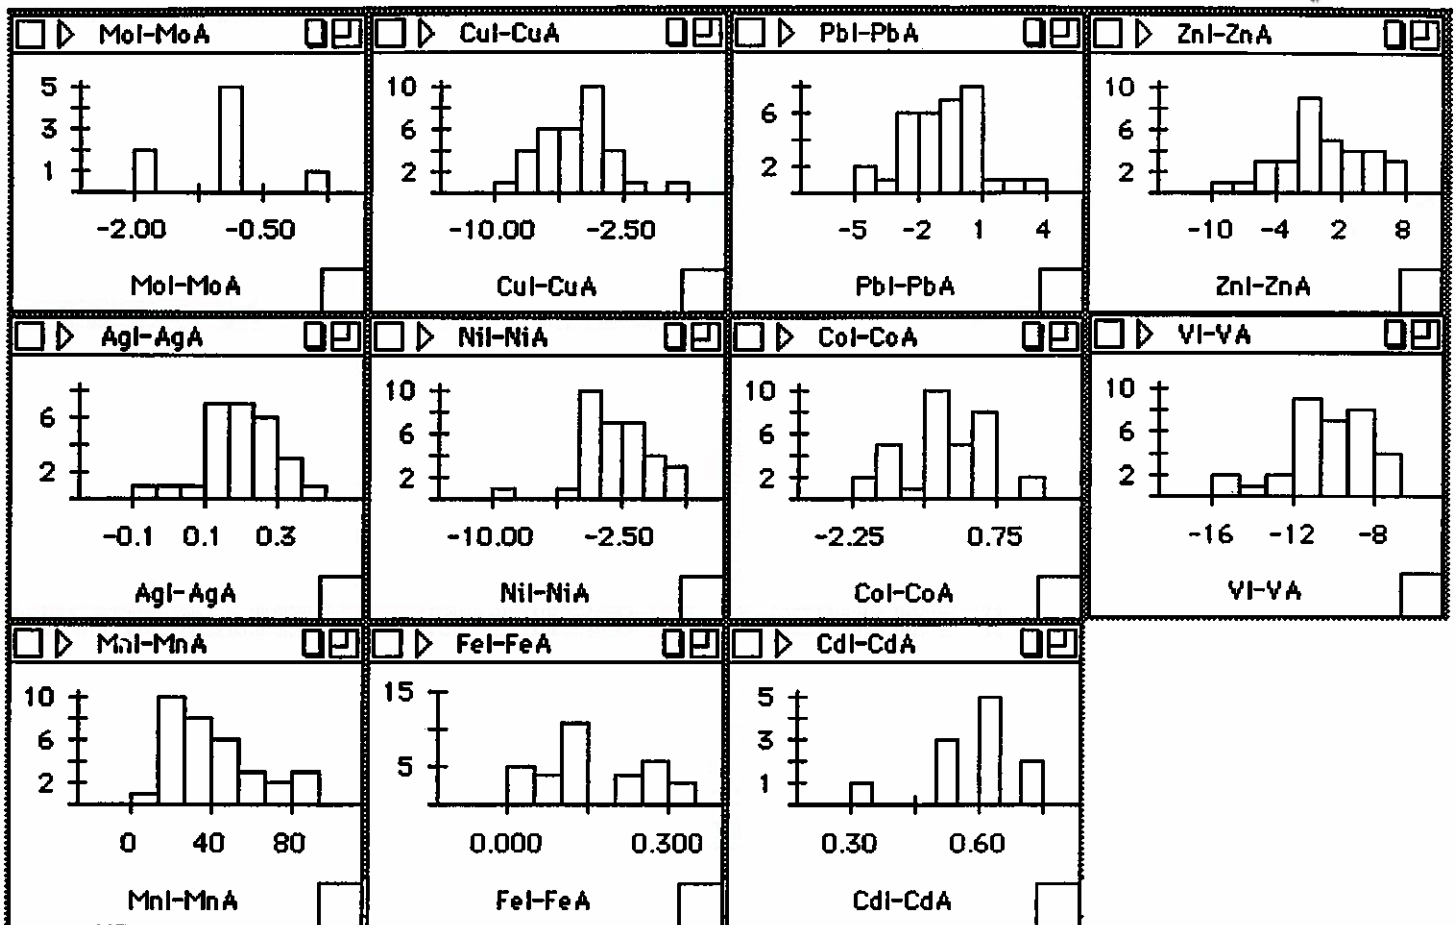 MoI-MoA
5
3
1
-2.00 -0.50
MoI-MoA
CuI-CuA
10
6
2
-10.00 -2.50
CuI-CuA
PbI-PbA
6
2
-5 -2 1 4
PbI-PbA
ZnI-ZnA
10
6
2
-10 -4 2 8
ZnI-ZnA
AgI-AgA
6
2
-0.1 0.1 0.3
AgI-AgA
NiI-NiA
10
6
2
-10.00 -2.50
NiI-NiA
CoI-CoA
10
6
2
-2.25 0.75
CoI-CoA
VI-VA
10
6
2
-16 -12 -8
VI-VA
MnI-MnA
10
6
2
0 40 80
MnI-MnA
FeI-FeA
15
5
0.000 0.300
FeI-FeA
CdI-CdA
5
3
1
0.30 0.60
CdI-CdA